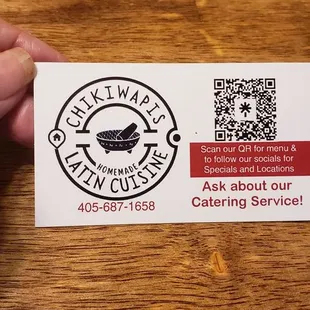 CHIKIWAPIS
HOMEMADE
LATIN CUISINE
405-687-1658
Scan our QR for menu &
to follow our socials for
Specials and Locations
Ask about our
Catering Service!